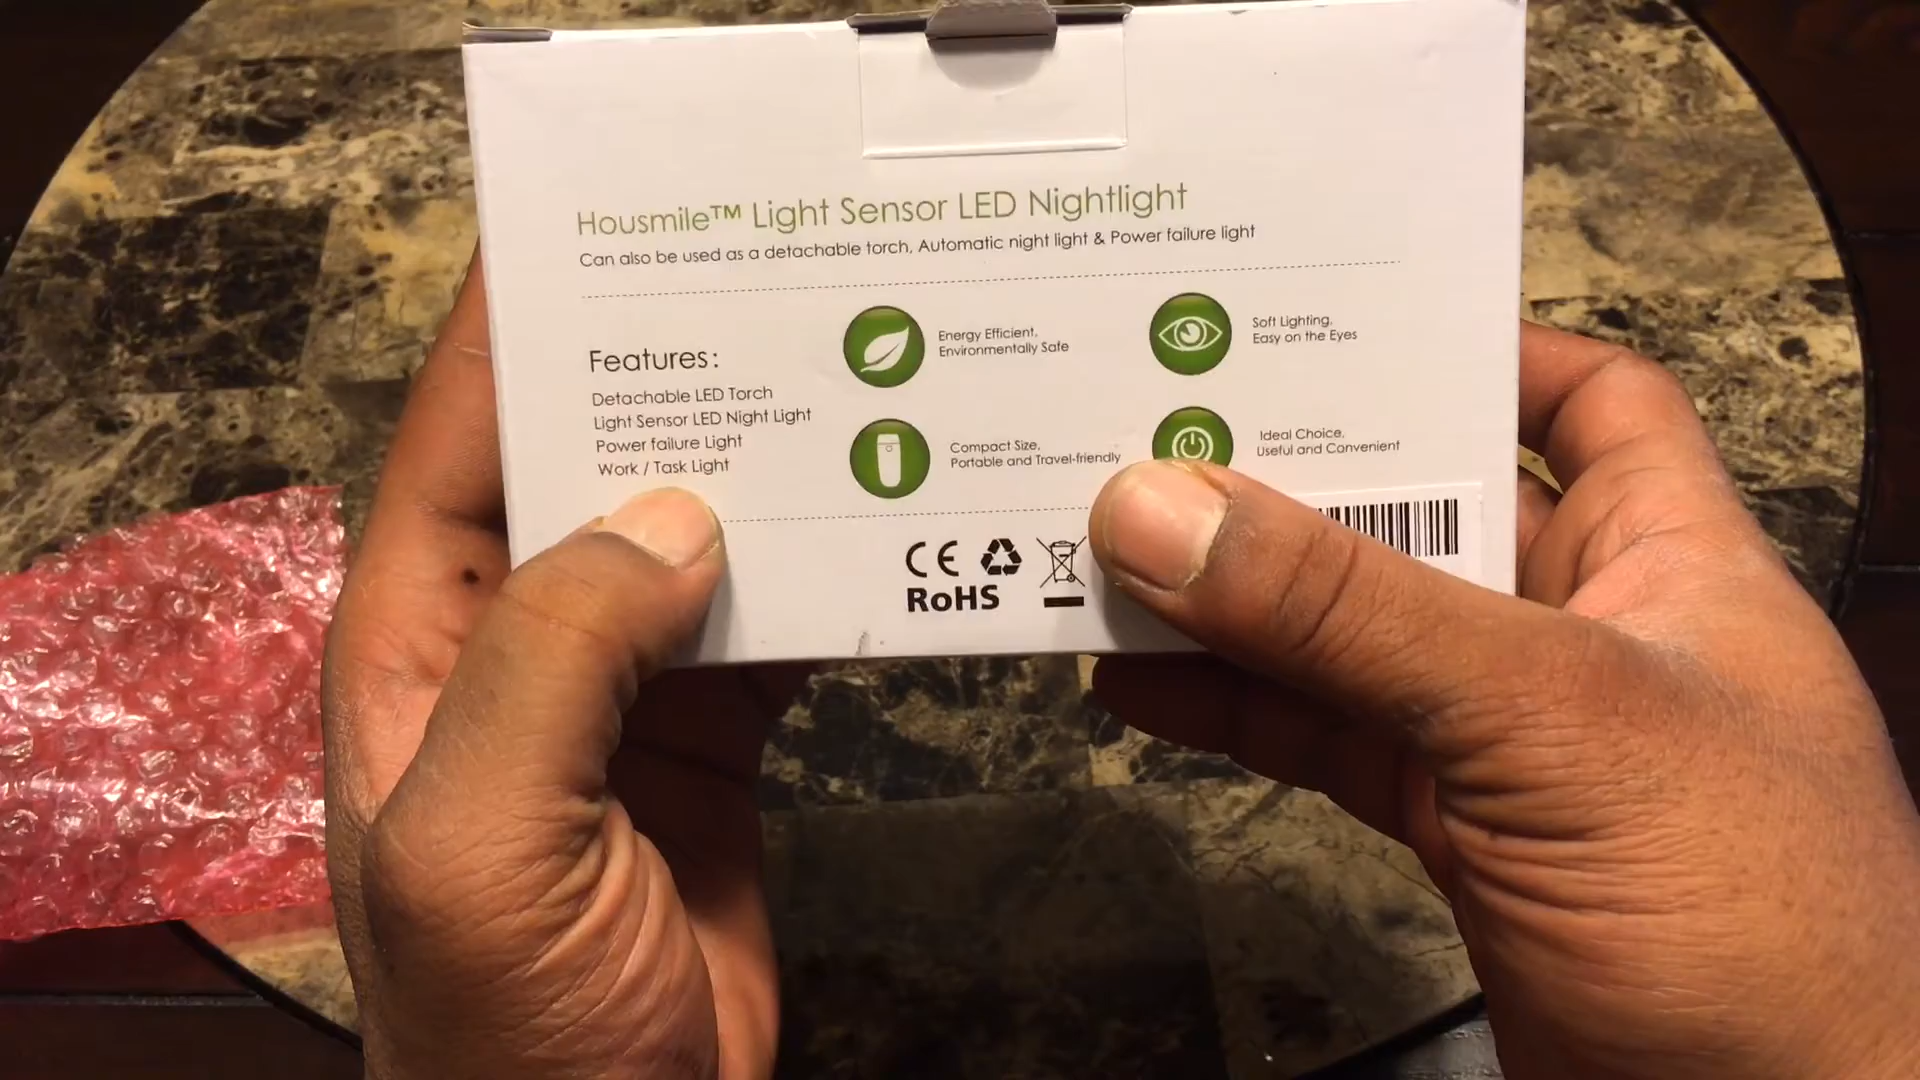 Housmile™ Light Sensor LED Nightlight
Can also be used as a detachable torch, Automatic night light & Power failure light
Features:
Detachable LED Torch
Light Sensor LED Night Light
Power failure Light
Work / Task Light
Energy Efficient,
Environmentally Safe
Soft Lighting,
Easy on the Eyes
Compact Size,
Portable and Travel-friendly
Ideal Choice,
Useful and Convenient
CE
RoHS